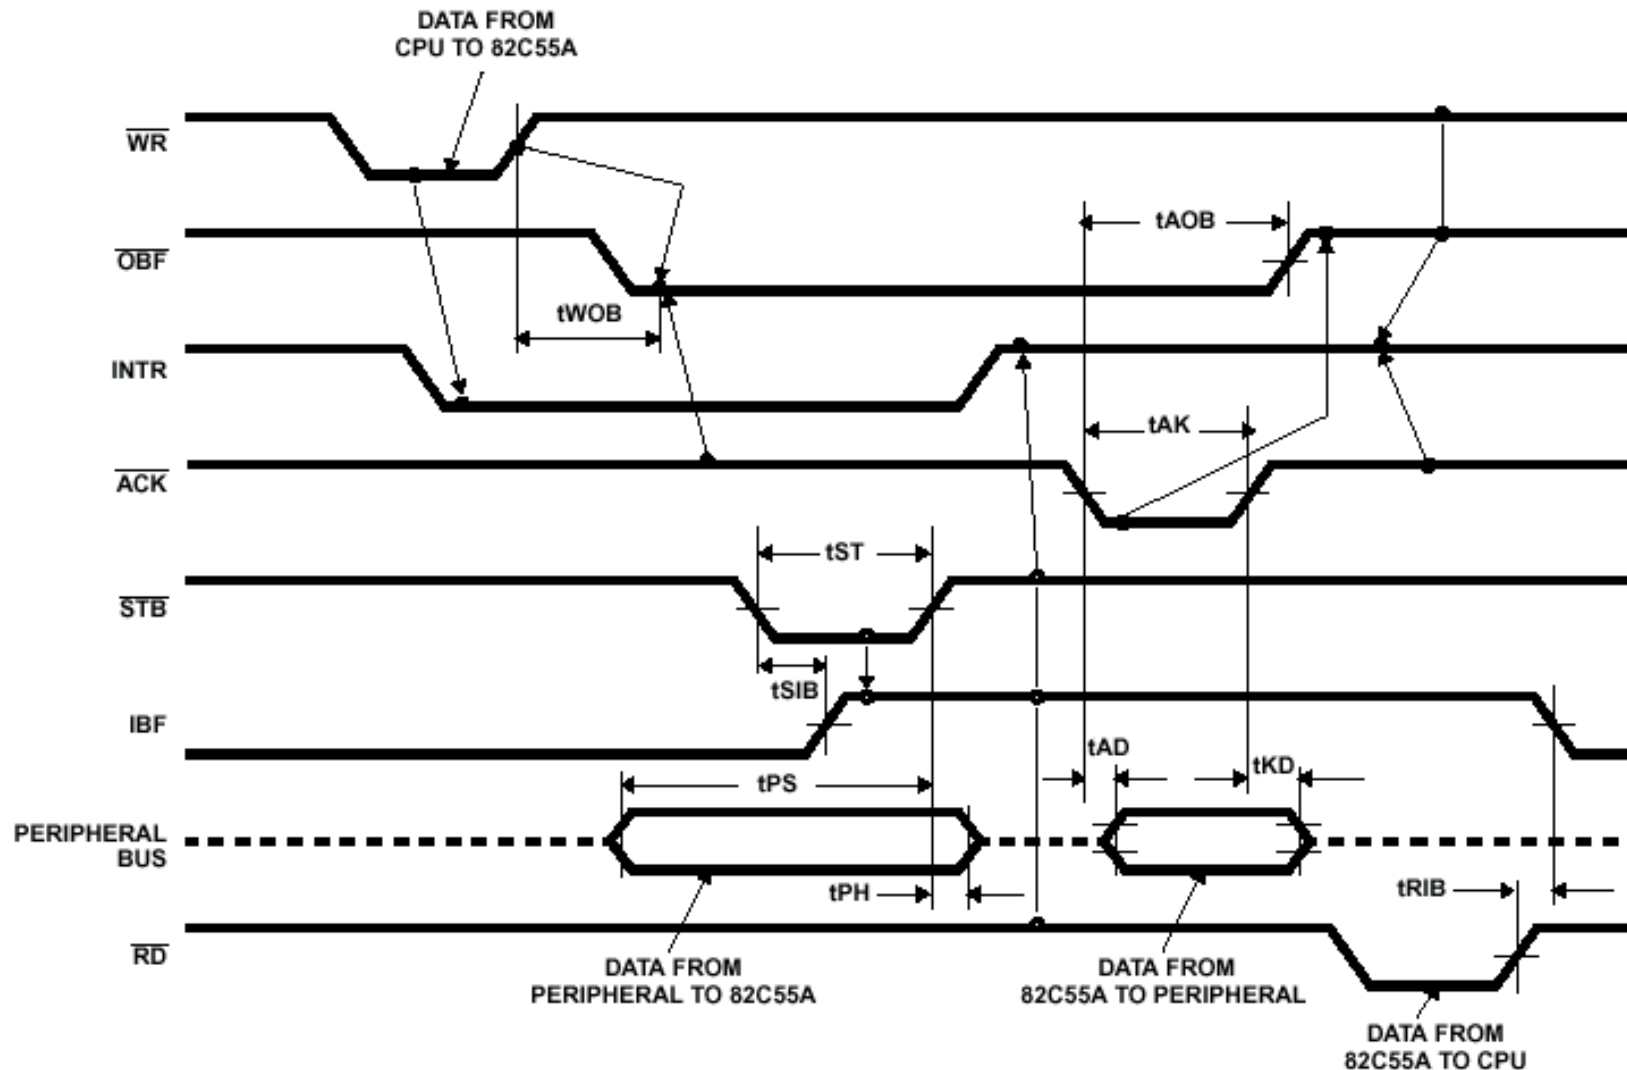 DATA FROM
CPU TO 82C55A
WR
tAOB
OBF
tWOB
INTR
tAK
ACK
tST
STB
tSIB
IBF
tAD
tKD
tPS
PERIPHERAL
BUS
tPH
tRIB
RD
DATA FROM
PERIPHERAL TO 82C55A
DATA FROM
82C55A TO PERIPHERAL
DATA FROM
82C55A TO CPU